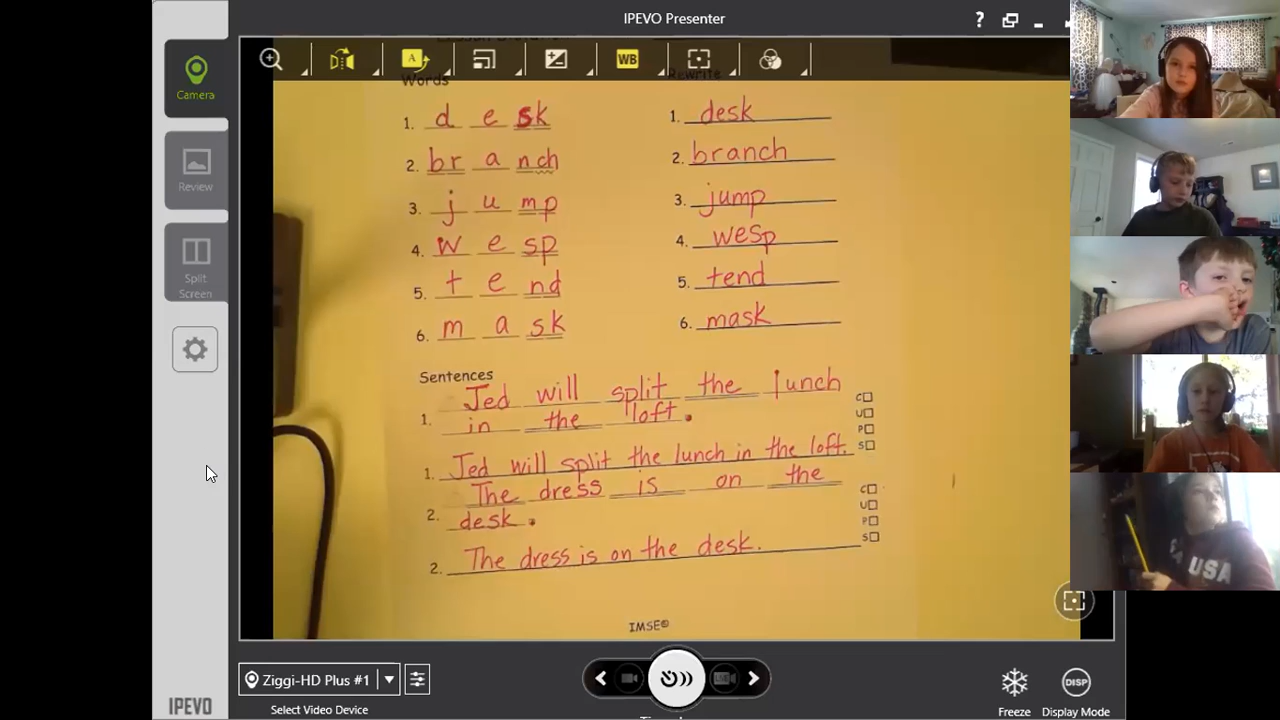 IPEVO Presenter
?
WB
Camera
Review
Split
Screen
IPEVO
Words
Rewrite
1. d e sk 1. desk
2. br a nch 2. branch
3. j u mp 3. jump
4. w e sp 4. wesp
5. t e nd 5. tend
6. m a sk 6. mask
Sentences
Jed will split the lunch
1. in the loft.
1. Jed will split the lunch in the loft.
C
U
P
S
The dress is on the
2. desk.
2. The dress is on the desk.
C
U
P
S
IMSE®
USA
Ziggi-HD Plus #1
Select Video Device
Freeze
DISP
Display Mode